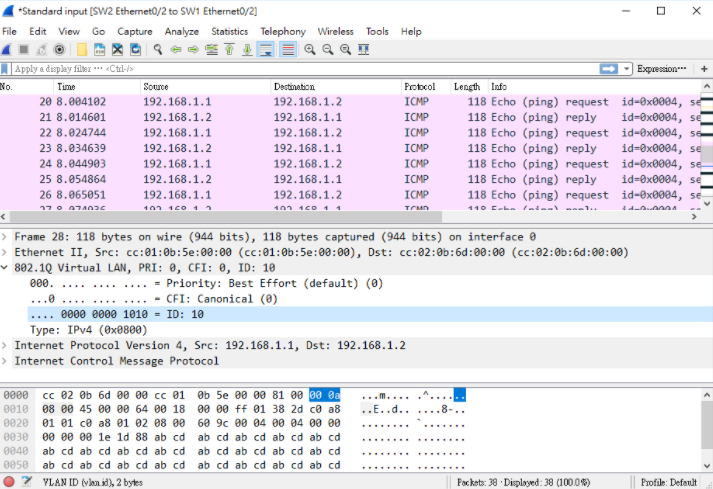 *Standard input [SW2 Ethernet0/2 to SW1 Ethernet0/2]
File Edit View Go Capture Analyze Statistics Telephony Wireless Tools Help
Apply a display filter ··· <Ctrl-/> Expression··· +
No. Time Source Destination Protocol Length Info
20 8.004102 192.168.1.1 192.168.1.2 ICMP 118 Echo (ping) request id=0x0004, se
21 8.014601 192.168.1.2 192.168.1.1 ICMP 118 Echo (ping) reply id=0x0004, se
22 8.024744 192.168.1.1 192.168.1.2 ICMP 118 Echo (ping) request id=0x0004, se
23 8.034639 192.168.1.2 192.168.1.1 ICMP 118 Echo (ping) reply id=0x0004, se
24 8.044903 192.168.1.1 192.168.1.2 ICMP 118 Echo (ping) request id=0x0004, se
25 8.054864 192.168.1.2 192.168.1.1 ICMP 118 Echo (ping) reply id=0x0004, se
26 8.065051 192.168.1.1 192.168.1.2 ICMP 118 Echo (ping) request id=0x0004, se
Frame 28: 118 bytes on wire (944 bits), 118 bytes captured (944 bits) on interface 0
Ethernet II, Src: cc:01:0b:5e:00:00 (cc:01:0b:5e:00:00), Dst: cc:02:0b:6d:00:00 (cc:02:0b:6d:00:00)
802.1Q Virtual LAN, PRI: 0, CFI: 0, ID: 10
000. .... .... .... = Priority: Best Effort (default) (0)
...0 .... .... .... = CFI: Canonical (0)
.... 0000 0000 1010 = ID: 10
Type: IPv4 (0x0800)
Internet Protocol Version 4, Src: 192.168.1.1, Dst: 192.168.1.2
Internet Control Message Protocol
0000 cc 02 0b 6d 00 00 cc 01 0b 5e 00 00 81 00 00 0a ...m.... .^......
0010 08 00 45 00 00 64 00 18 00 00 ff 01 38 2d c0 a8 ..E..d.. ....8-..
0020 01 01 c0 a8 01 02 08 00 60 9c 00 04 00 04 00 00 ........ `.......
0030 00 00 00 1e 1d 88 ab cd ab cd ab cd ab cd ab cd ........ ........
0040 ab cd ab cd ab cd ab cd ab cd ab cd ab cd ab cd ........ ........
0050 ab cd ab cd ab cd ab cd ab cd ab cd ab cd ab cd ........ ........
VLAN ID (vlan.id), 2 bytes Packets: 38 · Displayed: 38 (100.0%) Profile: Default